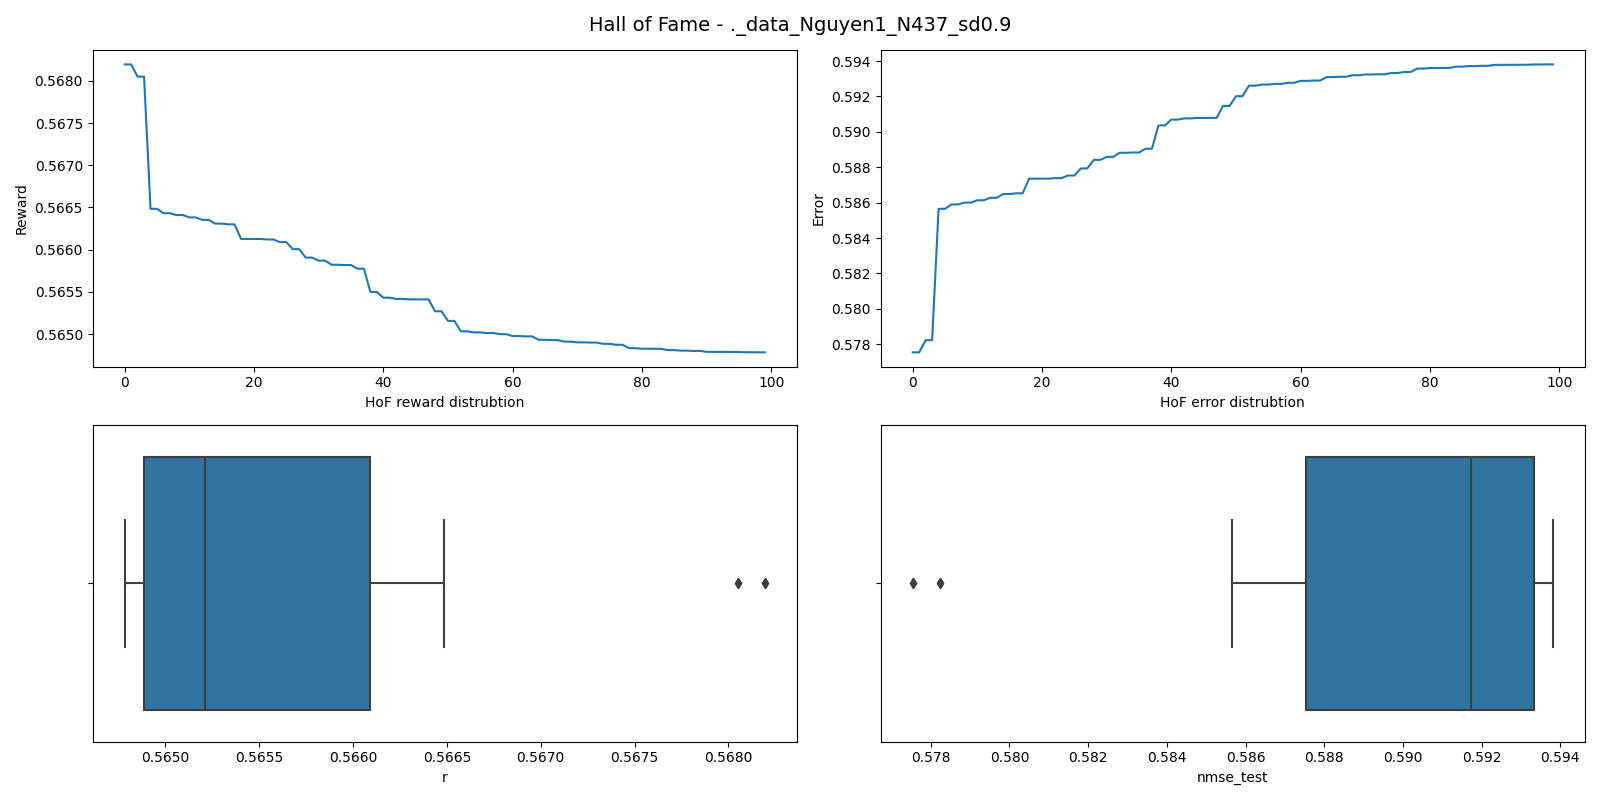 Hall of Fame - ._data_Nguyen1_N437_sd0.9
0.5680
0.5675
0.5670
0.5665
0.5660
0.5655
0.5650
Reward
0 20 40 60 80 100
HoF reward distrubtion
0.594
0.592
0.590
0.588
0.586
0.584
0.582
0.580
0.578
Error
0 20 40 60 80 100
HoF error distrubtion
0.5650 0.5655 0.5660 0.5665 0.5670 0.5675 0.5680
r
0.578 0.580 0.582 0.584 0.586 0.588 0.590 0.592 0.594
nmse_test